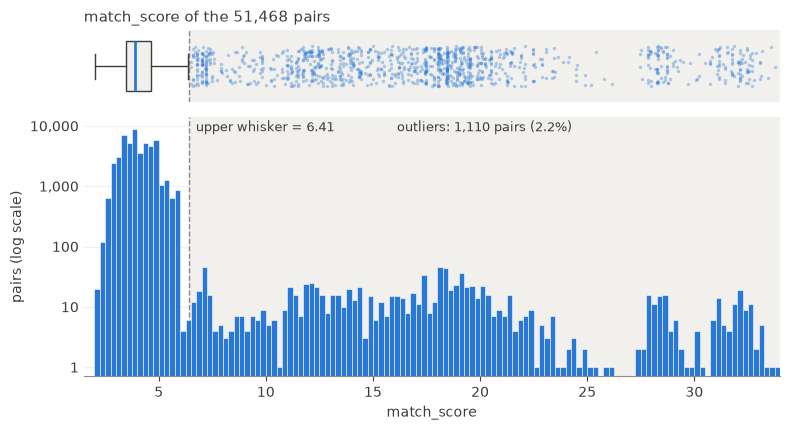 match_score of the 51,468 pairs
upper whisker = 6.41 outliers: 1,110 pairs (2.2%)
pairs (log scale)
10,000
1,000
100
10
1
5 10 15 20 25 30
match_score